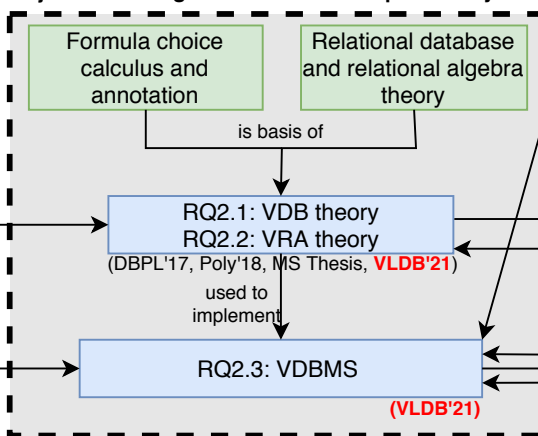 Formula choice
calculus and
annotation
Relational database
and relational algebra
theory
is basis of
RQ2.1: VDB theory
RQ2.2: VRA theory
(DBPL'17, Poly'18, MS Thesis, VLDB'21)
used to
implement
RQ2.3: VDBMS
(VLDB'21)